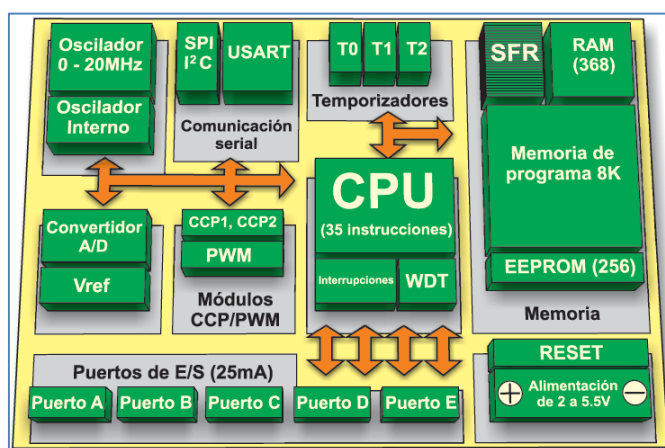 Oscilador
0 - 20MHz
Oscilador
Interno
SPI
I²C
USART
Comunicación
serial
T0
T1
T2
Temporizadores
SFR
RAM
(368)
Memoria de
programa 8K
EEPROM (256)
Memoria
CPU
(35 instrucciones)
Interrupciones
WDT
Convertidor
A/D
Vref
CCP1, CCP2
PWM
Módulos
CCP/PWM
Puertos de E/S (25mA)
Puerto A
Puerto B
Puerto C
Puerto D
Puerto E
RESET
+
Alimentación
de 2 a 5.5V
−